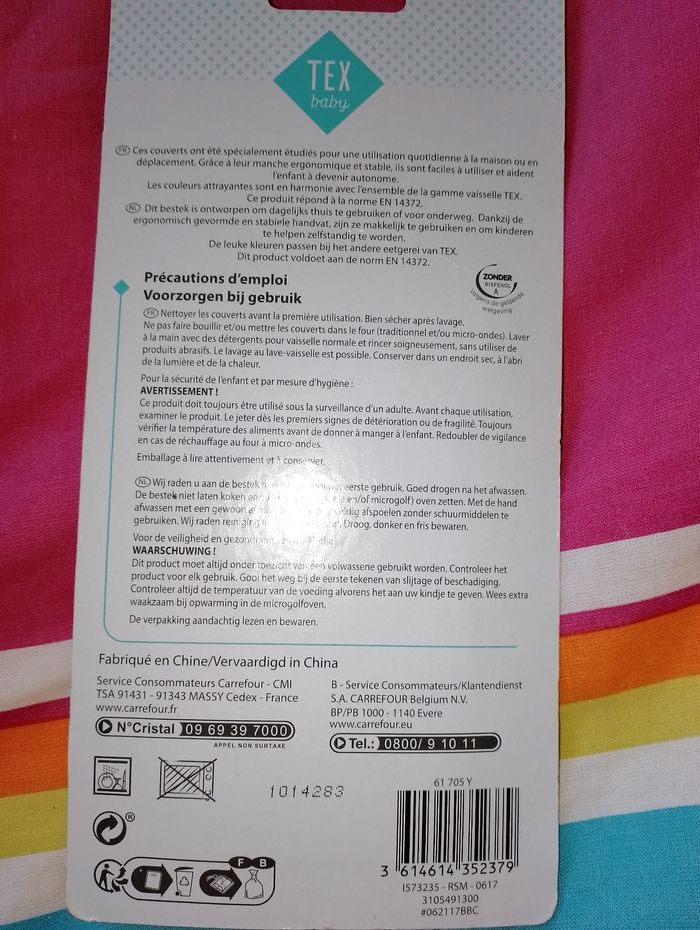 TEX
baby
FR Ces couverts ont été spécialement étudiés pour une utilisation quotidienne à la maison ou en
déplacement. Grâce à leur manche ergonomique et stable, ils sont faciles à utiliser et aident
l'enfant à devenir autonome.
Les couleurs attrayantes sont en harmonie avec l'ensemble de la gamme vaisselle TEX.
Ce produit répond à la norme EN 14372.
NL Dit bestek is ontworpen om dagelijks thuis te gebruiken of voor onderweg. Dankzij de
ergonomisch gevormde en stabiele handvat, zijn ze makkelijk te gebruiken en om kinderen
te helpen zelfstandig te worden.
De leuke kleuren passen bij het andere eetgerei van TEX.
Dit product voldoet aan de norm EN 14372.
ZONDER
BISFENOL
A
volgens de geldende
wetgeving
Précautions d'emploi
Voorzorgen bij gebruik
FR Nettoyer les couverts avant la première utilisation. Bien sécher après lavage.
Ne pas faire bouillir et/ou mettre les couverts dans le four (traditionnel et/ou micro-ondes). Laver
à la main avec des détergents pour vaisselle normale et rincer soigneusement, sans utiliser de
produits abrasifs. Le lavage au lave-vaisselle est possible. Conserver dans un endroit sec, à l'abri
de la lumière et de la chaleur.
Pour la sécurité de l'enfant et par mesure d'hygiène :
AVERTISSEMENT !
Ce produit doit toujours être utilisé sous la surveillance d'un adulte. Avant chaque utilisation,
examiner le produit. Le jeter dès les premiers signes de détérioration ou de fragilité. Toujours
vérifier la température des aliments avant de donner à manger à l'enfant. Redoubler de vigilance
en cas de réchauffage au four à micro-ondes.
Emballage à lire attentivement et à conserver.
NL Wij raden u aan de bestek eerste gebruik. Goed drogen na het afwassen.
De bestek niet laten koken en/of microgolf) oven zetten. Met de hand
afwassen met een gewoon afspoelen zonder schuurmiddelen te
gebruiken. Wij raden reiniging Droog, donker en fris bewaren.
Voor de veiligheid en
WAARSCHUWING !
Dit product moet altijd onder toezicht van een volwassene gebruikt worden. Controleer het
product voor elk gebruik. Gooi het weg bij de eerste tekenen van slijtage of beschadiging.
Controleer altijd de temperatuur van de voeding alvorens het aan uw kindje te geven. Wees extra
waakzaam bij opwarming in de microgolfoven.
De verpakking aandachtig lezen en bewaren.
Fabriqué en Chine/Vervaardigd in China
Service Consommateurs Carrefour - CMI
TSA 91431 - 91343 MASSY Cedex - France
www.carrefour.fr
N°Cristal 09 69 39 7000
APPEL NON SURTAXE
B - Service Consommateurs/Klantendienst
S.A. CARREFOUR Belgium N.V.
BP/PB 1000 - 1140 Evere
www.carrefour.eu
Tel.: 0800/ 9 10 11
1014283
61 705 Y
3 614614 352379
I573235 - RSM - 0617
3105491300
#062117BBC
®
F B